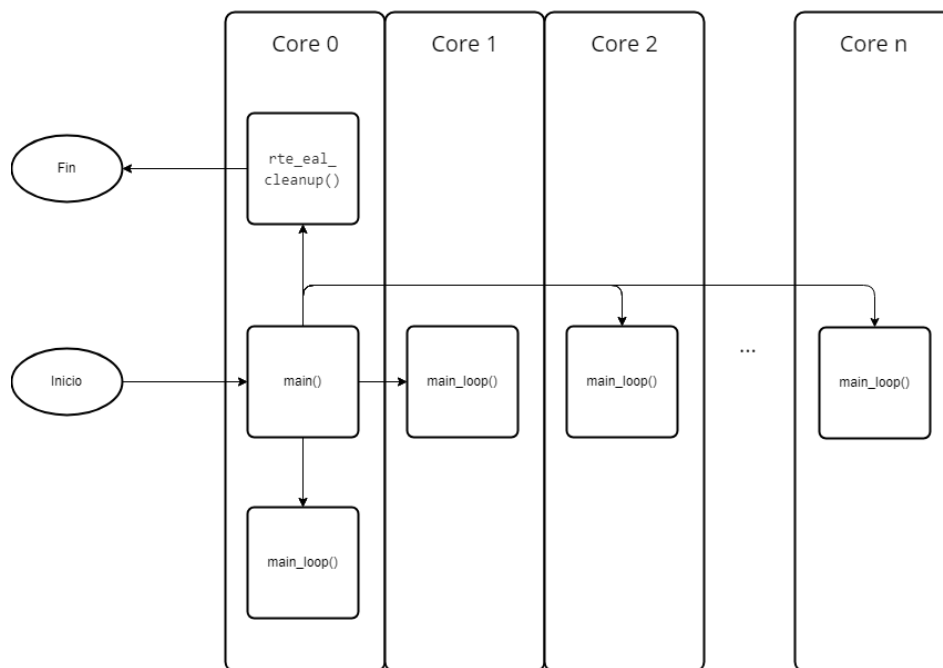 Core 0
Core 1
Core 2
Core n
Fin
rte_eal_
cleanup()
Inicio
main()
main_loop()
main_loop()
...
main_loop()
main_loop()